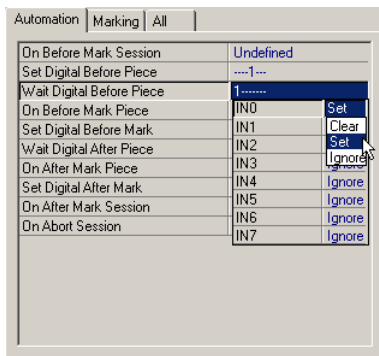 Automation Marking All
On Before Mark Session Undefined
Set Digital Before Piece ----1---
Wait Digital Before Piece 1-------
On Before Mark Piece IN0 Set
Set Digital Before Mark IN1 Clear
Wait Digital After Piece IN2 Set
On After Mark Piece IN3 Ignore
Set Digital After Mark IN4 Ignore
On After Mark Session IN5 Ignore
On Abort Session IN6 Ignore
IN7 Ignore